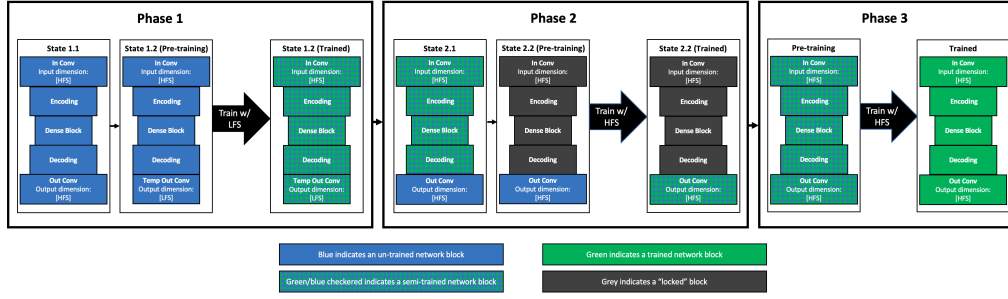 Phase 1
State 1.1
In Conv
Input dimension:
[HFS]
Encoding
Dense Block
Decoding
Out Conv
Output dimension:
[HFS]
State 1.2 (Pre-training)
In Conv
Input dimension:
[HFS]
Encoding
Dense Block
Decoding
Temp Out Conv
Output dimension:
[LFS]
Train w/
LFS
State 1.2 (Trained)
In Conv
Input dimension:
[HFS]
Encoding
Dense Block
Decoding
Temp Out Conv
Output dimension:
[LFS]
Phase 2
State 2.1
In Conv
Input dimension:
[HFS]
Encoding
Dense Block
Decoding
Out Conv
Output dimension:
[HFS]
State 2.2 (Pre-training)
In Conv
Input dimension:
[HFS]
Encoding
Dense Block
Decoding
Out Conv
Output dimension:
[HFS]
Train w/
HFS
State 2.2 (Trained)
In Conv
Input dimension:
[HFS]
Encoding
Dense Block
Decoding
Out Conv
Output dimension:
[HFS]
Phase 3
Pre-training
In Conv
Input dimension:
[HFS]
Encoding
Dense Block
Decoding
Out Conv
Output dimension:
[HFS]
Train w/
HFS
Trained
In Conv
Input dimension:
[HFS]
Encoding
Dense Block
Decoding
Out Conv
Output dimension:
[HFS]
Blue indicates an un-trained network block
Green indicates a trained network block
Green/blue checkered indicates a semi-trained network block
Grey indicates a "locked" block